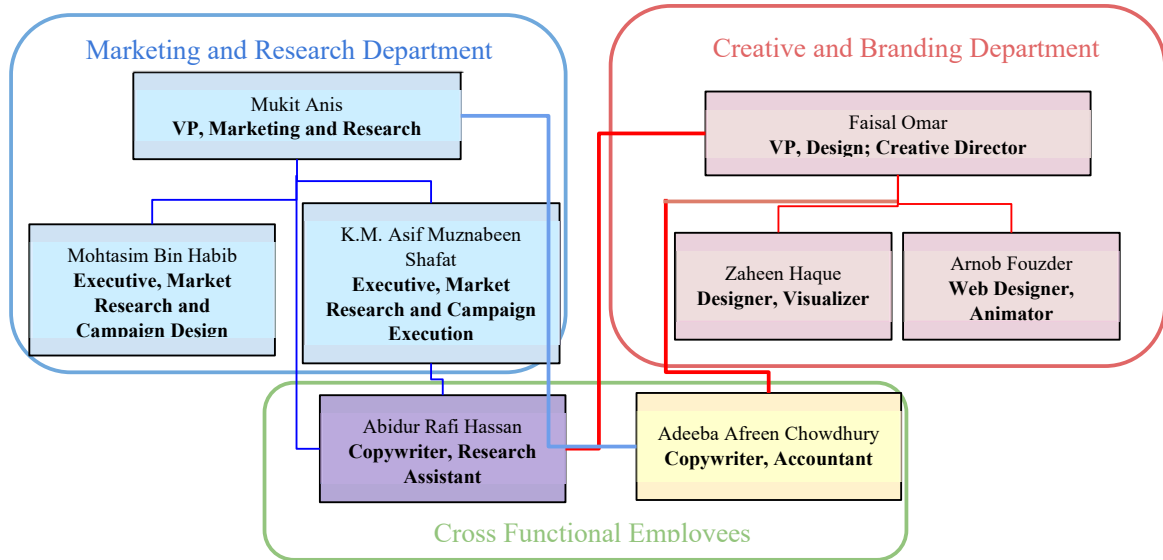 Marketing and Research Department
Mukit Anis
VP, Marketing and Research
Mohtasim Bin Habib
Executive, Market
Research and
Campaign Design
K.M. Asif Muznabeen
Shafat
Executive, Market
Research and Campaign
Execution
Creative and Branding Department
Faisal Omar
VP, Design; Creative Director
Zaheen Haque
Designer, Visualizer
Arnob Fouzder
Web Designer,
Animator
Abidur Rafi Hassan
Copywriter, Research
Assistant
Adeeba Afreen Chowdhury
Copywriter, Accountant
Cross Functional Employees